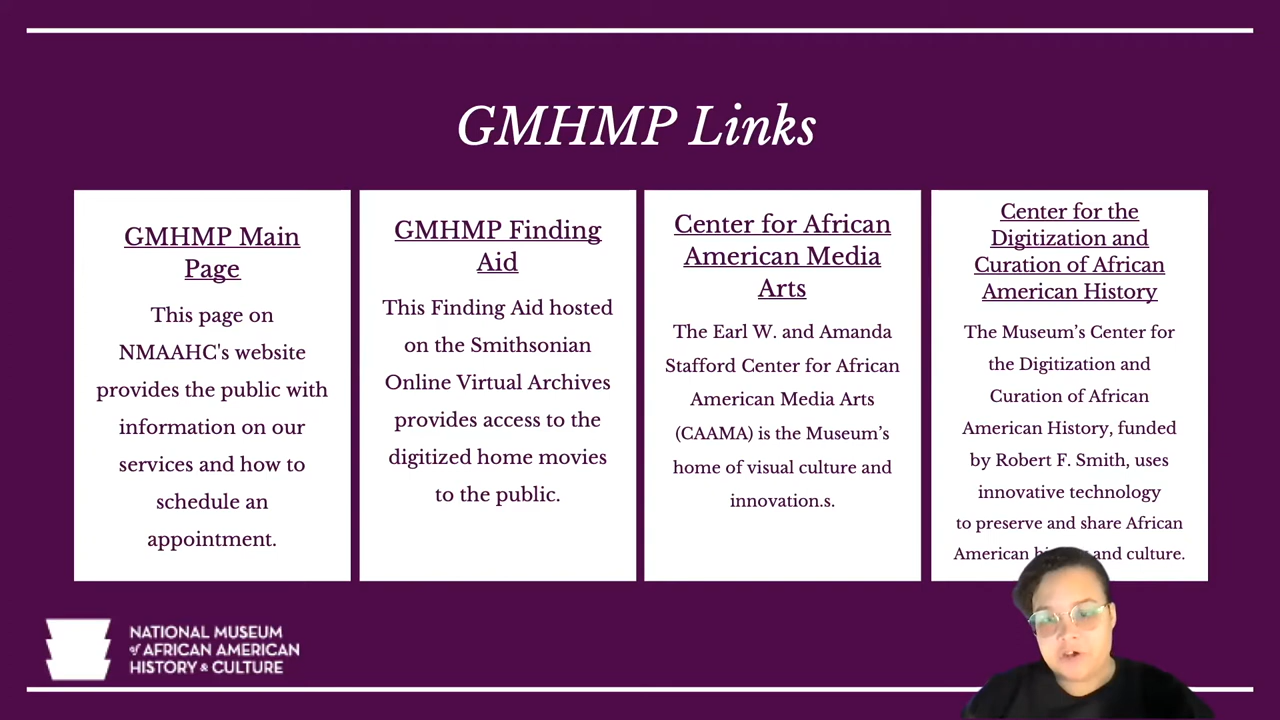 GMHMP Links
GMHMP Main
Page
This page on
NMAAHC's website
provides the public with
information on our
services and how to
schedule an
appointment.
GMHMP Finding
Aid
This Finding Aid hosted
on the Smithsonian
Online Virtual Archives
provides access to the
digitized home movies
to the public.
Center for African
American Media
Arts
The Earl W. and Amanda
Stafford Center for African
American Media Arts
(CAAMA) is the Museum’s
home of visual culture and
innovation.s.
Center for the
Digitization and
Curation of African
American History
The Museum’s Center for
the Digitization and
Curation of African
American History, funded
by Robert F. Smith, uses
innovative technology
to preserve and share African
American and culture.
NATIONAL MUSEUM
of AFRICAN AMERICAN
HISTORY & CULTURE